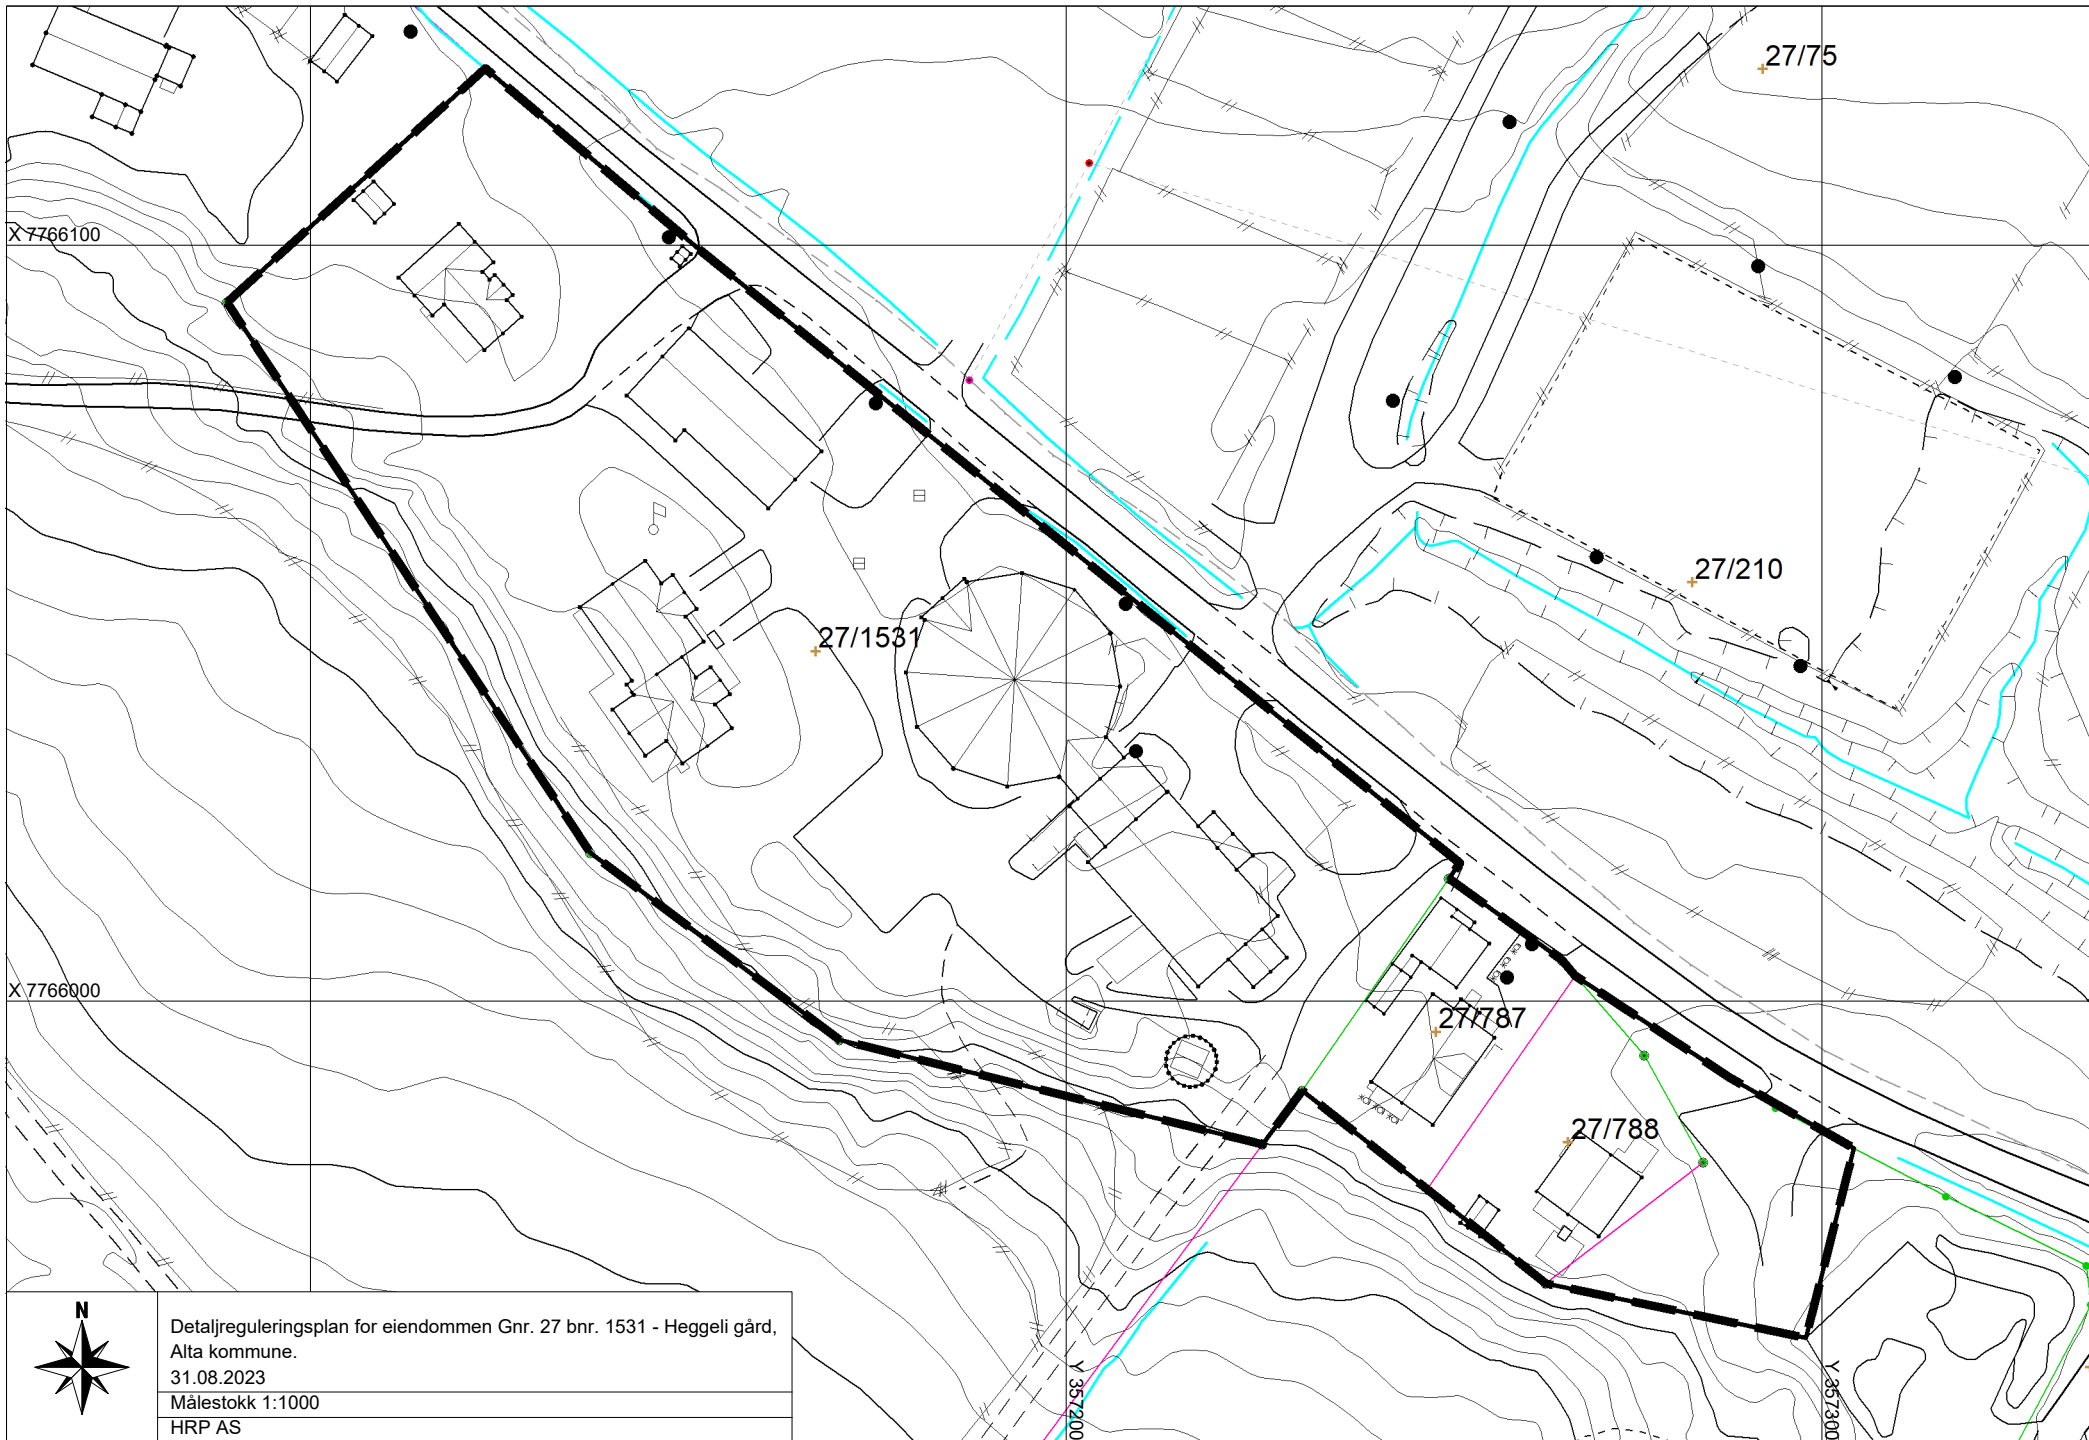 27/75
X 7766100
27/210
27/1531
X 7766000
27/787
27/788
N
Detaljreguleringsplan for eiendommen Gnr. 27 bnr. 1531 - Heggeli gård,
Alta kommune.
31.08.2023
Målestokk 1:1000
HRP AS
Y 357200
Y 357300